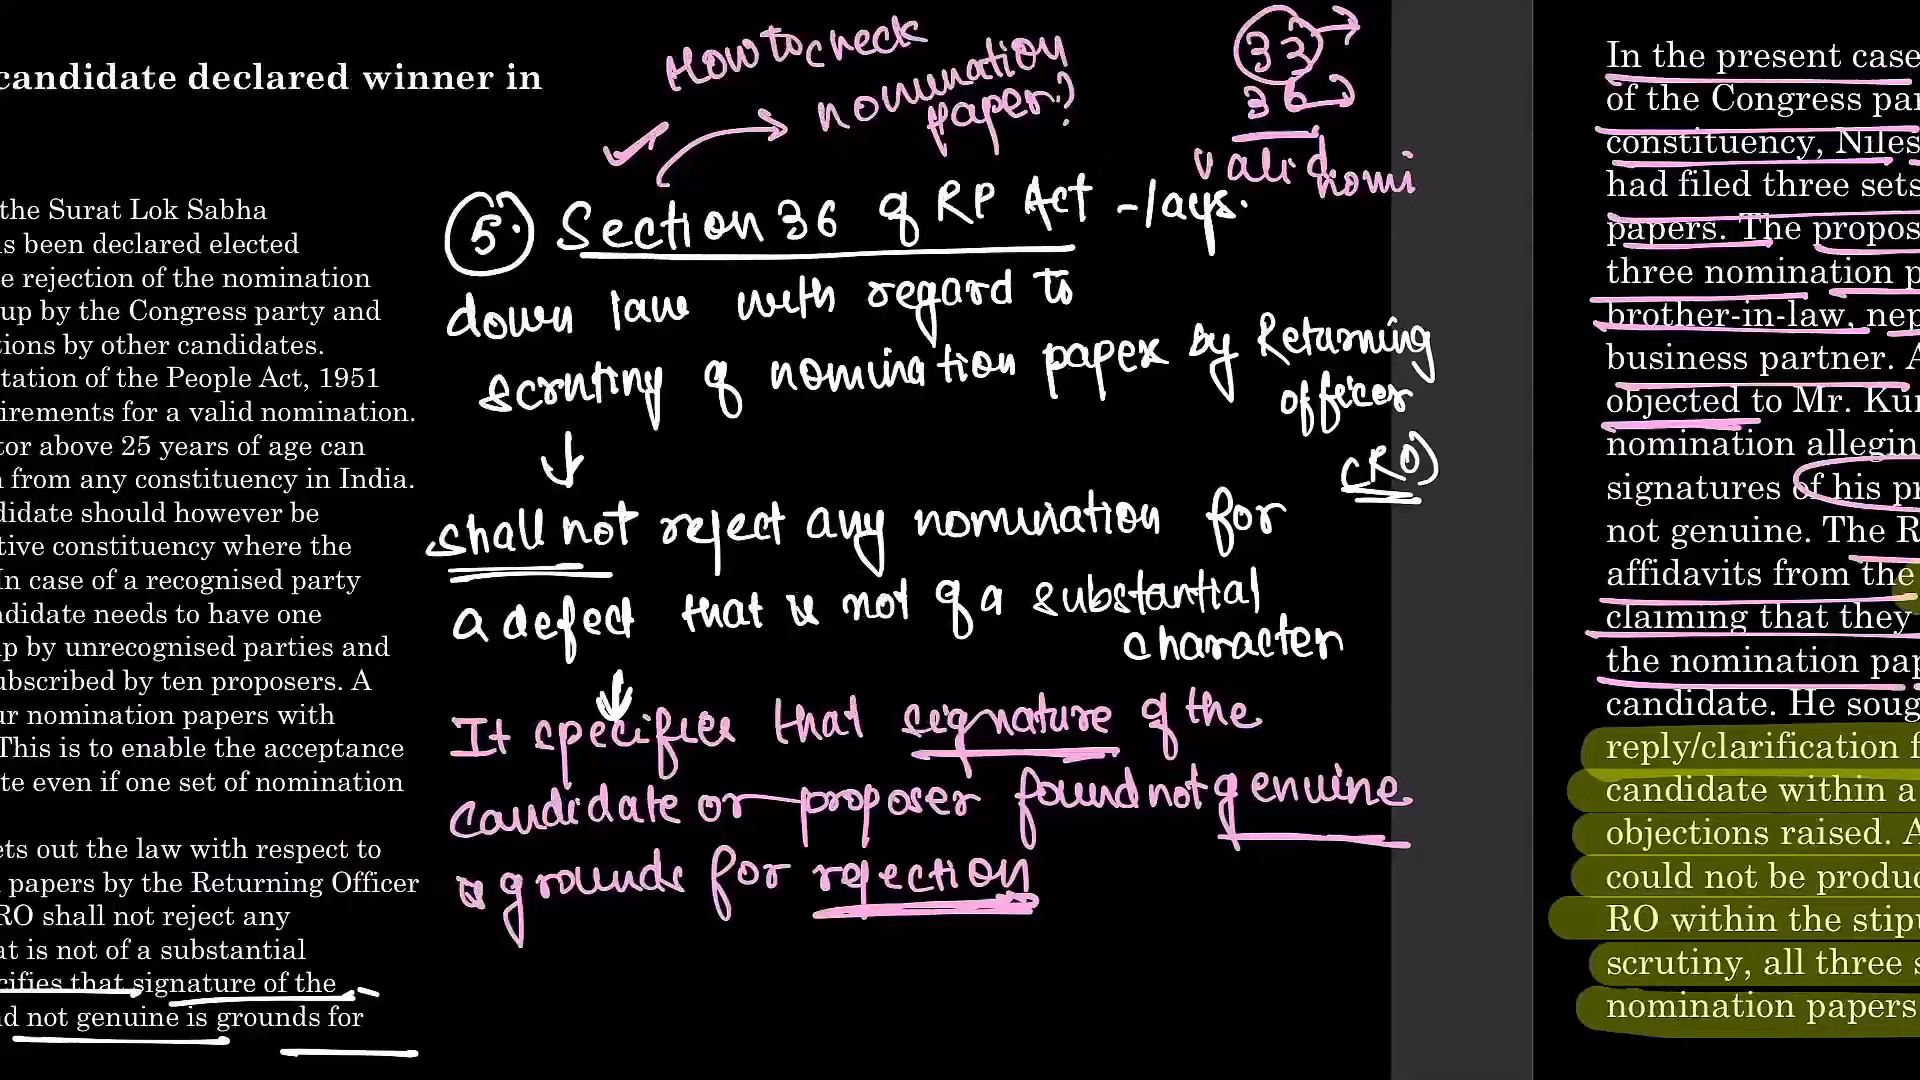 candidate declared winner in
the Surat Lok Sabha
s been declared elected
e rejection of the nomination
up by the Congress party and
tions by other candidates.
tation of the People Act, 1951
irements for a valid nomination.
tor above 25 years of age can
from any constituency in India.
didate should however be
tive constituency where the
In case of a recognised party
ndidate needs to have one
p by unrecognised parties and
ubscribed by ten proposers. A
ur nomination papers with
This is to enable the acceptance
te even if one set of nomination
ets out the law with respect to
papers by the Returning Officer
RO shall not reject any
at is not of a substantial
cifies that signature of the
d not genuine is grounds for
How to check
nomination
paper?
33
36
valid nomi
5. Section 36 of RP Act - lays.
down law with regard to
scrutiny of nomination paper by Returning
officer
(RO)
shall not reject any nomination for
a defect that is not of a substantial
character
It specifies that signature of the
candidate or proposer found not genuine
is grounds for rejection
In the present case
of the Congress par
constituency, Niles
had filed three sets
papers. The propos
three nomination p
brother-in-law, nep
business partner. A
objected to Mr. Kum
nomination allegin
signatures of his pr
not genuine. The R
affidavits from the
claiming that they
the nomination pap
candidate. He soug
reply/clarification f
candidate within a
objections raised. A
could not be produc
RO within the stipu
scrutiny, all three s
nomination papers